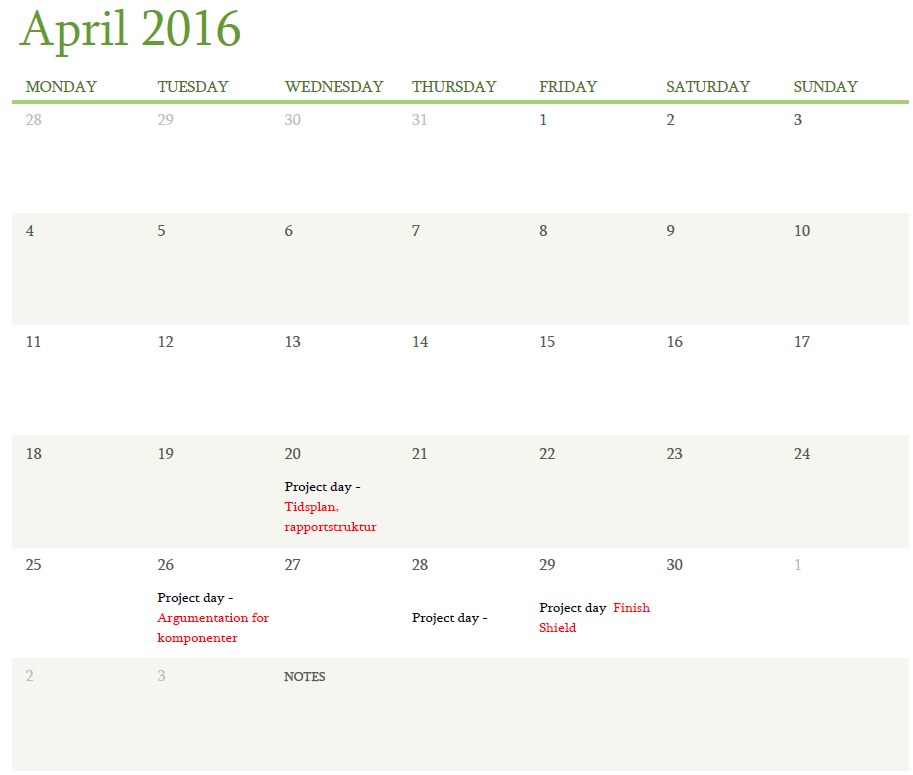 April 2016
MONDAY TUESDAY WEDNESDAY THURSDAY FRIDAY SATURDAY SUNDAY
28 29 30 31 1 2 3
4 5 6 7 8 9 10
11 12 13 14 15 16 17
18 19 20 21 22 23 24
Project day -
Tidsplan,
rapportstruktur
25 26 27 28 29 30 1
Project day -
Argumentation for
komponenter
Project day -
Project day Finish
Shield
2 3 NOTES